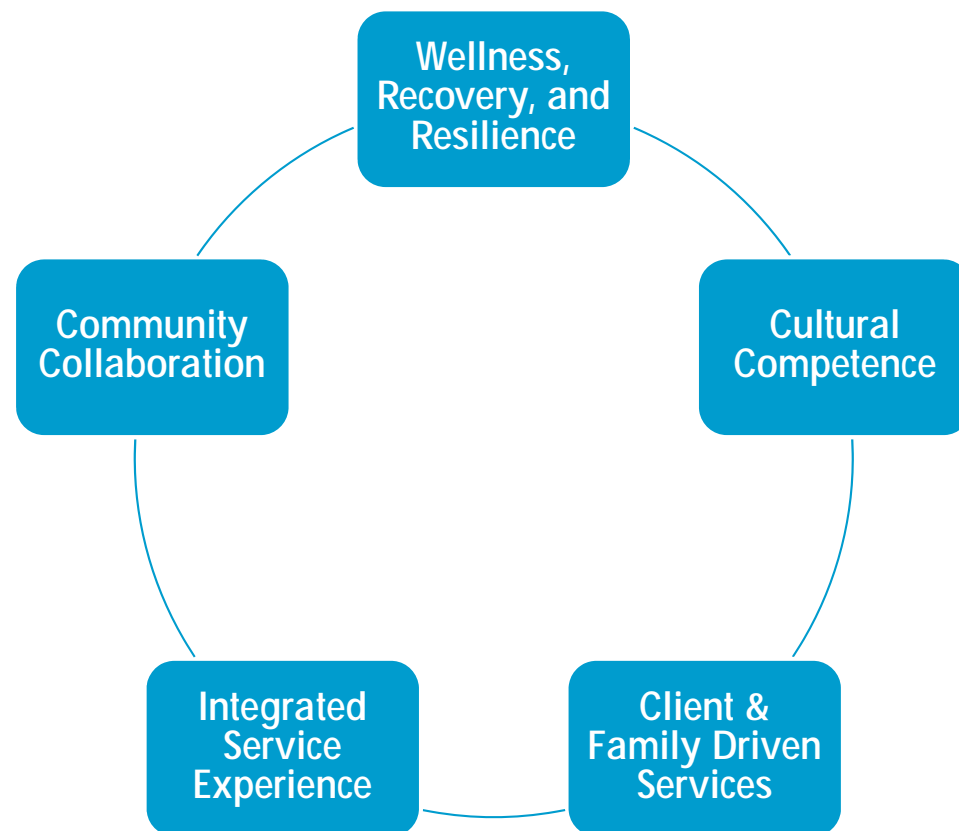 Wellness,
Recovery, and
Resilience
Community
Collaboration
Cultural
Competence
Integrated
Service
Experience
Client &
Family Driven
Services